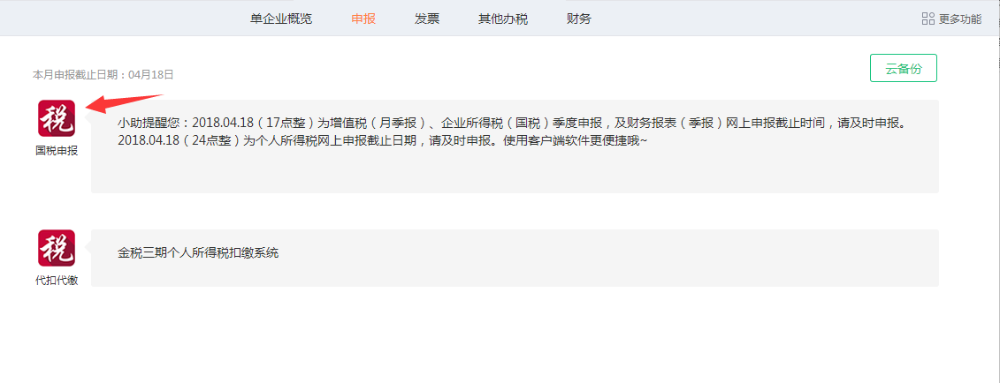 单企业概览 申报 发票 其他办税 财务 更多功能
本月申报截止日期：04月18日 云备份
税
国税申报
小助提醒您：2018.04.18（17点整）为增值税（月季报）、企业所得税（国税）季度申报，及财务报表（季报）网上申报截止时间，请及时申报。
2018.04.18（24点整）为个人所得税网上申报截止日期，请及时申报。使用客户端软件更便捷哦~
税
代扣代缴
金税三期个人所得税扣缴系统